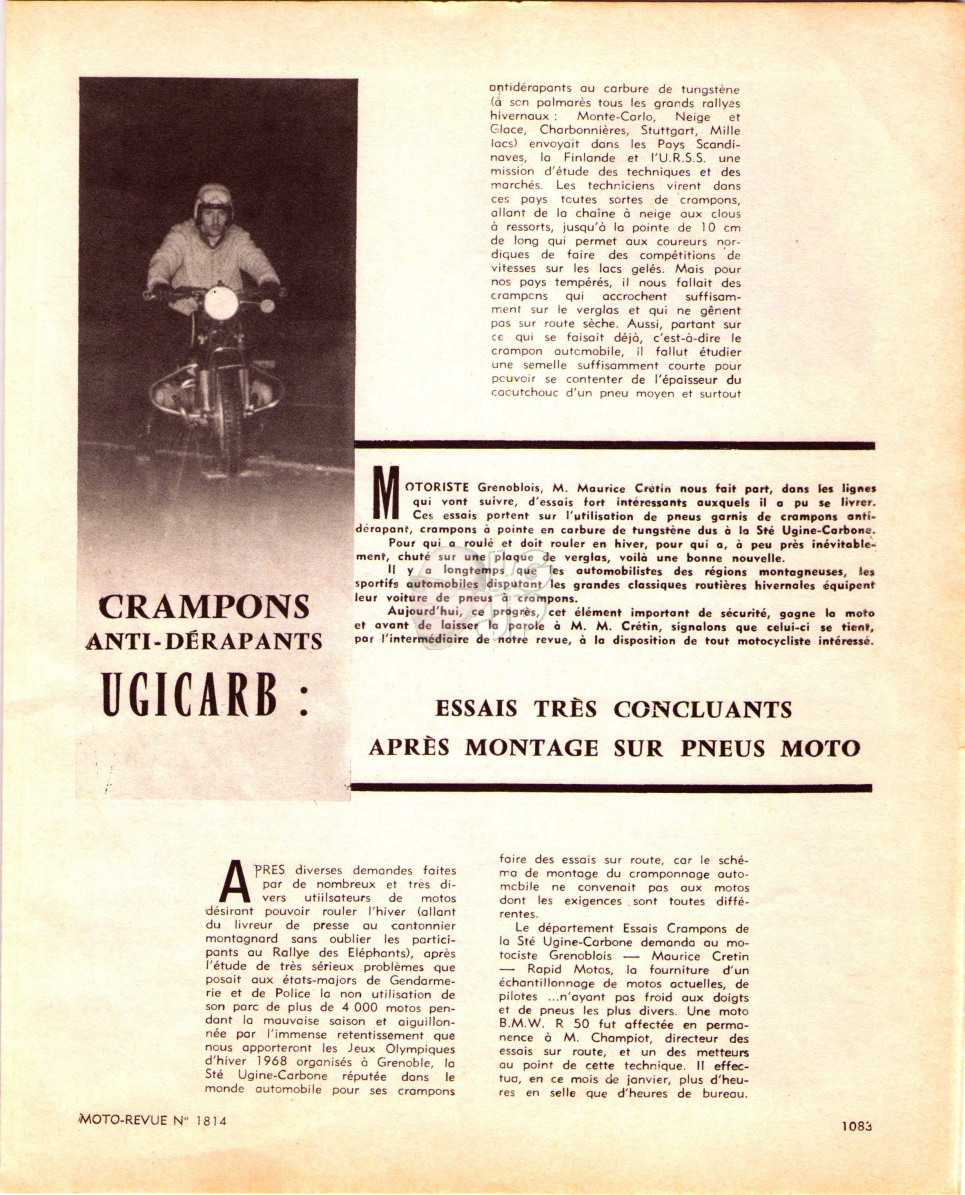 CRAMPONS
ANTI-DÉRAPANTS
UGICARB :
MOTORISTE Grenoblois, M. Maurice Crétin nous fait part, dans les lignes
qui vont suivre, d'essais fort intéressants auxquels il a pu se livrer.
Ces essais portent sur l'utilisation de pneus garnis de crampons anti-
dérapant, crampons à pointe en carbure de tungstène dus à la Sté Ugine-Carbone.
Pour qui a roulé et doit rouler en hiver, pour qui a, à peu près inévitable-
ment, chuté sur une plaque de verglas, voilà une bonne nouvelle.
Il y a longtemps que les automobilistes des régions montagneuses, les
sportifs automobiles disputant les grandes classiques routières hivernales équipent
leur voiture de pneus à crampons.
Aujourd'hui, ce progrès, cet élément important de sécurité, gagne la moto
et avant de laisser la parole à M. M. Crétin, signalons que celui-ci se tient,
par l'intermédiaire de notre revue, à la disposition de tout motocycliste intéressé.
ESSAIS TRÈS CONCLUANTS
APRÈS MONTAGE SUR PNEUS MOTO
APRES diverses demandes faites
par de nombreux et très di-
vers utiilsateurs de motos
désirant pouvoir rouler l'hiver (allant
du livreur de presse au cantonnier
montagnard sans oublier les partici-
pants au Rallye des Eléphants), après
l'étude de très sérieux problèmes que
posait aux états-majors de Gendarme-
rie et de Police la non utilisation de
son parc de plus de 4 000 motos pen-
dant la mauvaise saison et aiguillon-
née par l'immense retentissement que
nous apporteront les Jeux Olympiques
d'hiver 1968 organisés à Grenoble, la
Sté Ugine-Carbone réputée dans le
monde automobile pour ses crampons
antidérapants au carbure de tungstène
(à son palmarès tous les grands rallyes
hivernaux : Monte-Carlo, Neige et
Glace, Charbonnières, Stuttgart, Mille
lacs) envoyait dans les Pays Scandi-
naves, la Finlande et l'U.R.S.S. une
mission d'étude des techniques et des
marchés. Les techniciens virent dans
ces pays toutes sortes de crampons,
allant de la chaîne à neige aux clous
à ressorts, jusqu'à la pointe de 10 cm
de long qui permet aux coureurs nor-
diques de faire des compétitions de
vitesses sur les lacs gelés. Mais pour
nos pays tempérés, il nous fallait des
crampons qui accrochent suffisam-
ment sur le verglas et qui ne gênent
pas sur route sèche. Aussi, partant sur
ce qui se faisait déjà, c'est-à-dire le
crampon automobile, il fallut étudier
une semelle suffisamment courte pour
pouvoir se contenter de l'épaisseur du
caoutchouc d'un pneu moyen et surtout
faire des essais sur route, car le sché-
ma de montage du cramponnage auto-
mobile ne convenait pas aux motos
dont les exigences sont toutes diffé-
rentes.
Le département Essais Crampons de
la Sté Ugine-Carbone demanda au mo-
tociste Grenoblois — Maurice Cretin
— Rapid Motos, la fourniture d'un
échantillonnage de motos actuelles, de
pilotes ...n'ayant pas froid aux doigts
et de pneus les plus divers. Une moto
B.M.W. R 50 fut affectée en perma-
nence à M. Champiot, directeur des
essais sur route, et un des metteurs
au point de cette technique. Il effec-
tua, en ce mois de janvier, plus d'heu-
res en selle que d'heures de bureau.
MOTO-REVUE N° 1814
1083